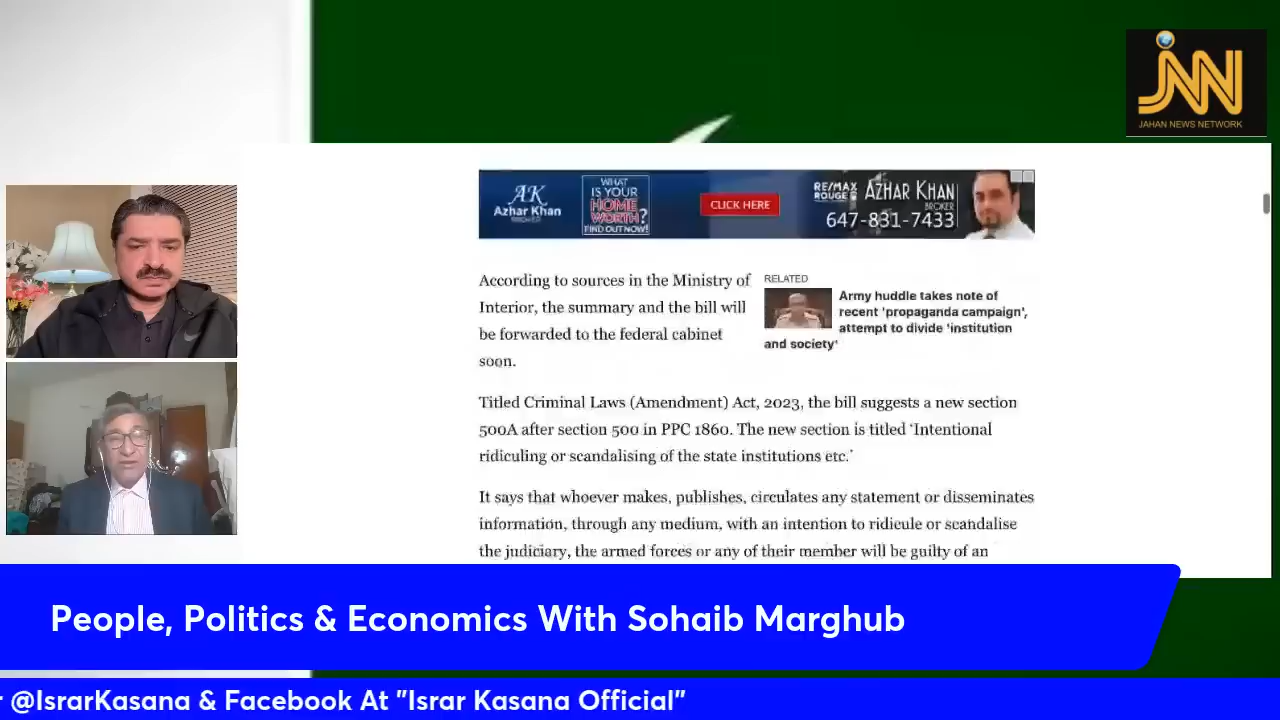 JNN
JAHAN NEWS NETWORK
AK
Azhar Khan
WHAT
IS YOUR
HOME
WORTH?
FIND OUT NOW!
CLICK HERE
RE/MAX
ROUGE
AZHAR KHAN
BROKER
647-831-7433
According to sources in the Ministry of
Interior, the summary and the bill will
be forwarded to the federal cabinet
soon.
RELATED
Army huddle takes note of
recent 'propaganda campaign',
attempt to divide 'institution
and society'
Titled Criminal Laws (Amendment) Act, 2023, the bill suggests a new section
500A after section 500 in PPC 1860. The new section is titled 'Intentional
ridiculing or scandalising of the state institutions etc.'
It says that whoever makes, publishes, circulates any statement or disseminates
information, through any medium, with an intention to ridicule or scandalise
the judiciary, the armed forces or any of their member will be guilty of an
People, Politics & Economics With Sohaib Marghub
@IsrarKasana & Facebook At "Israr Kasana Official"